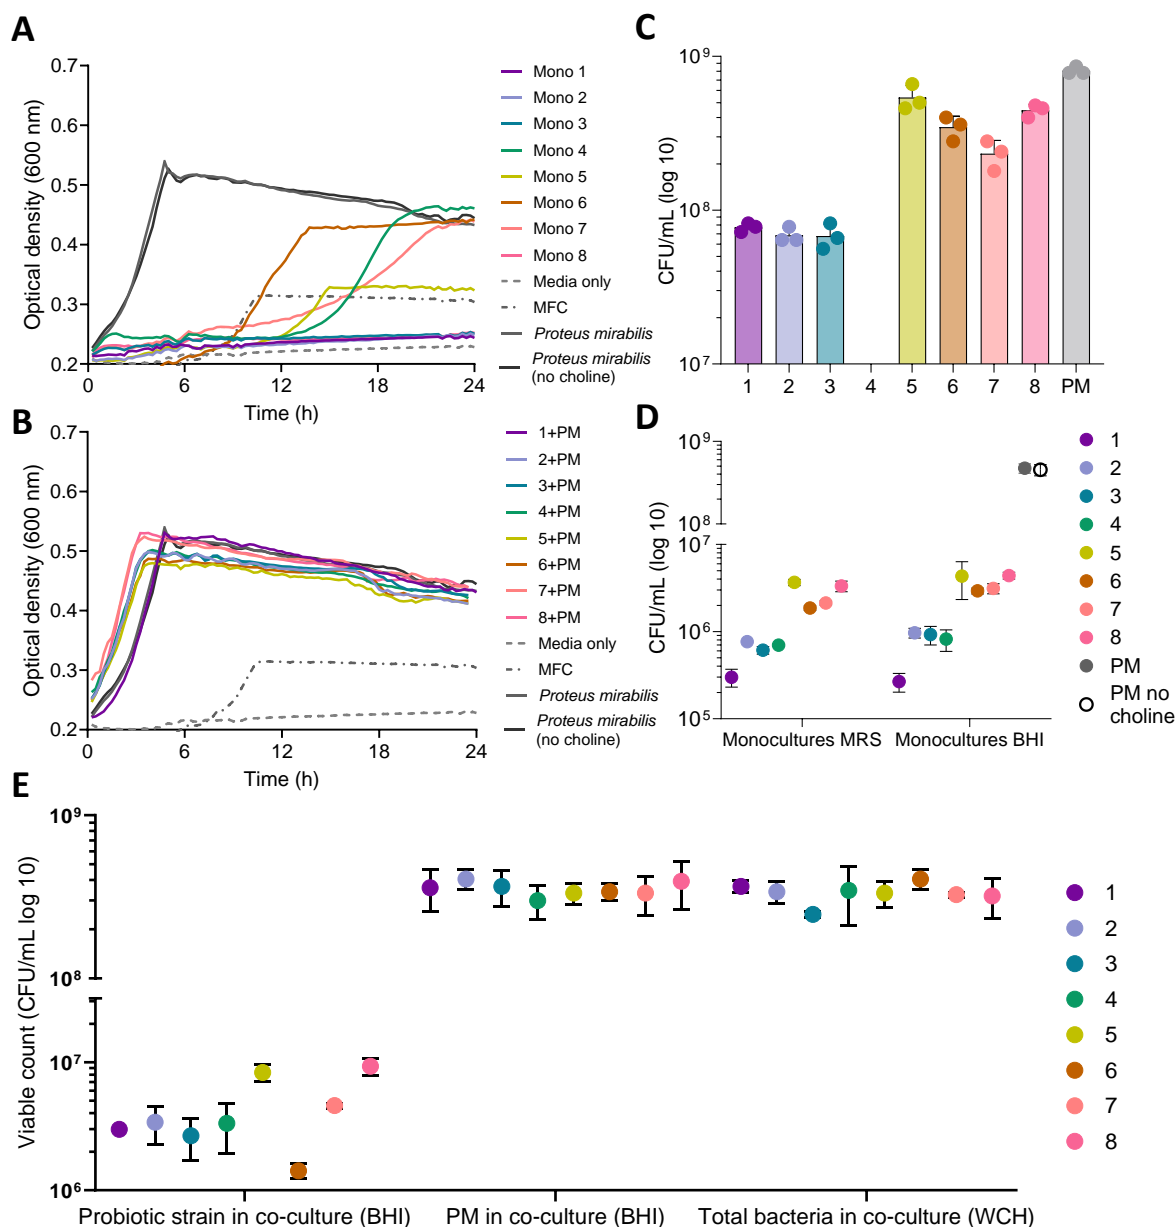 A
Optical density (600 nm)
0.7
0.6
0.5
0.4
0.3
0.2
0
6
12
18
24
Time (h)
Mono 1
Mono 2
Mono 3
Mono 4
Mono 5
Mono 6
Mono 7
Mono 8
Media only
MFC
Proteus mirabilis
Proteus mirabilis
(no choline)
C
CFU/mL (log 10)
10⁹
10⁸
10⁷
1
2
3
4
5
6
7
8
PM
B
Optical density (600 nm)
0.7
0.6
0.5
0.4
0.3
0.2
0
6
12
18
24
Time (h)
1+PM
2+PM
3+PM
4+PM
5+PM
6+PM
7+PM
8+PM
Media only
MFC
Proteus mirabilis
Proteus mirabilis
(no choline)
D
CFU/mL (log 10)
10⁹
10⁸
10⁷
10⁶
10⁵
Monocultures MRS
Monocultures BHI
1
2
3
4
5
6
7
8
PM
PM no
choline
E
Viable count (CFU/mL log 10)
10⁹
10⁸
10⁷
10⁶
Probiotic strain in co-culture (BHI)
PM in co-culture (BHI)
Total bacteria in co-culture (WCH)
1
2
3
4
5
6
7
8